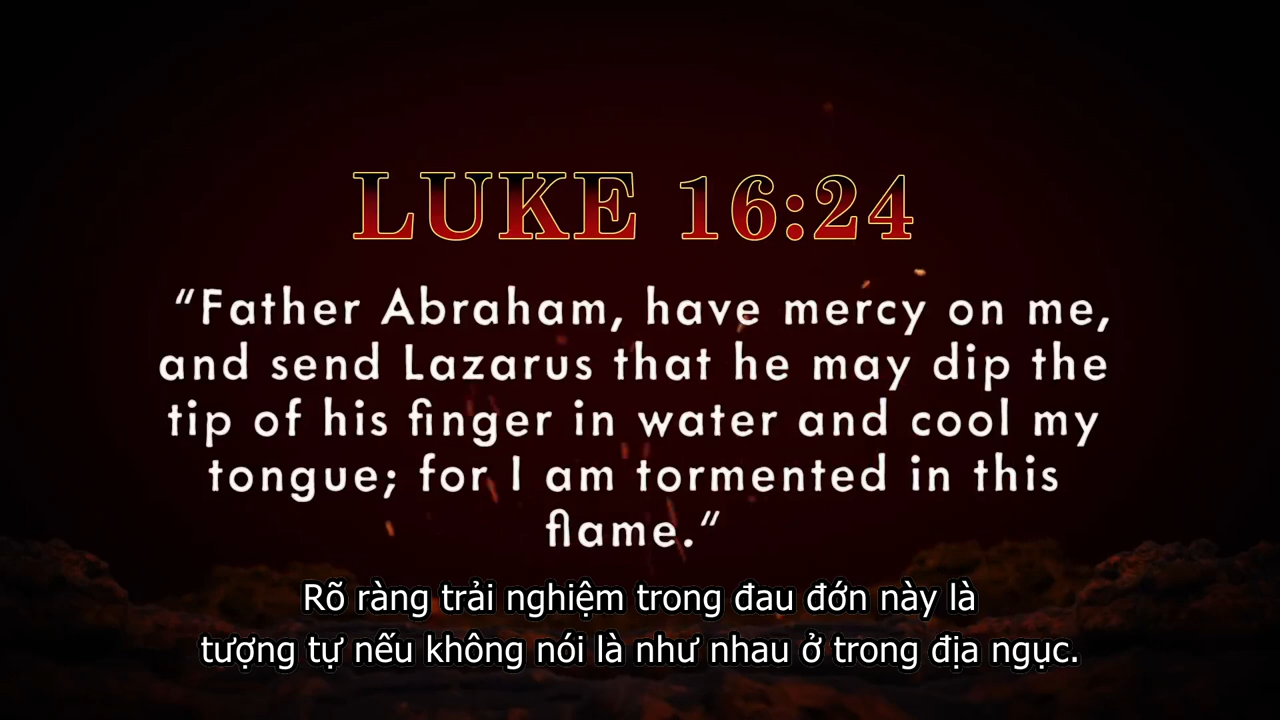 LUKE 16:24
“Father Abraham, have mercy on me,
and send Lazarus that he may dip the
tip of his finger in water and cool my
tongue; for I am tormented in this
flame.“
Rõ ràng trải nghiệm trong đau đớn này là
tượng tự nếu không nói là như nhau ở trong địa ngục.